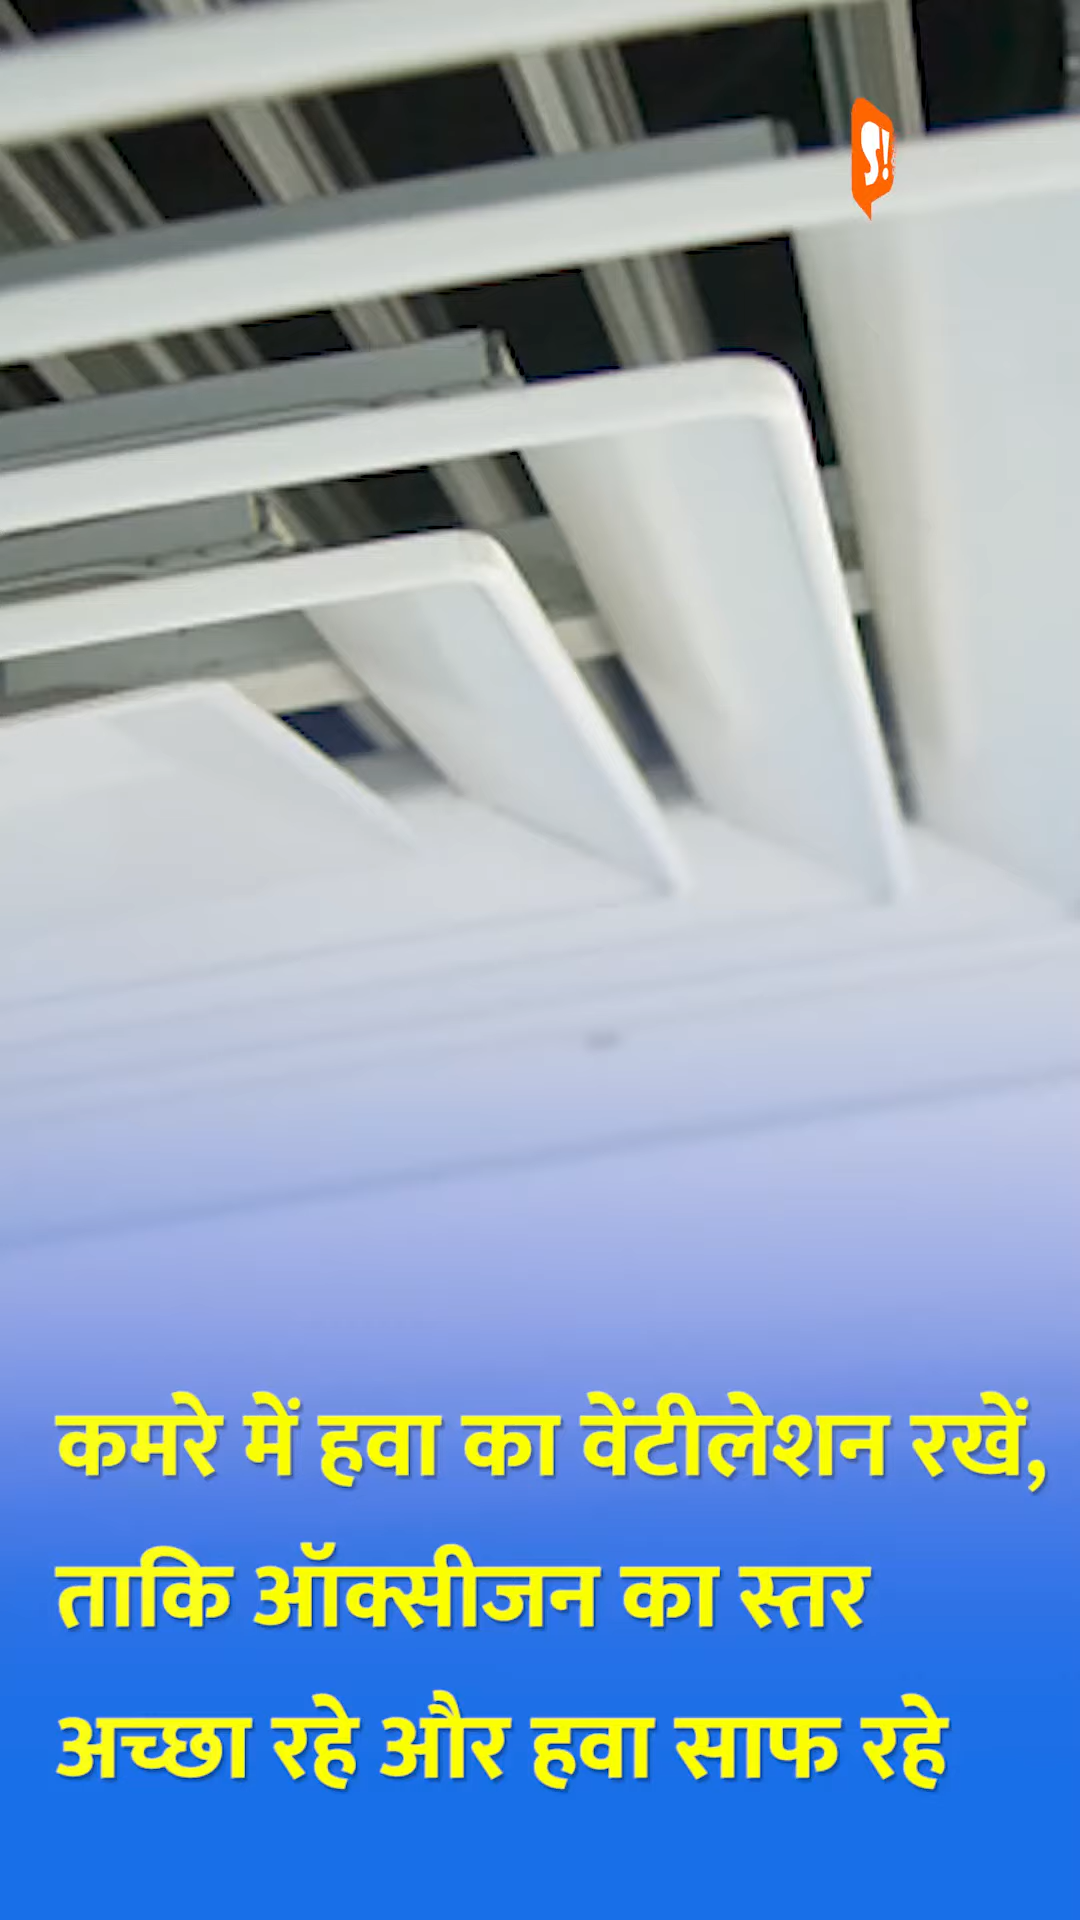 S!
कमरे में हवा का वेंटीलेशन रखें,
ताकि ऑक्सीजन का स्तर
अच्छा रहे और हवा साफ रहे